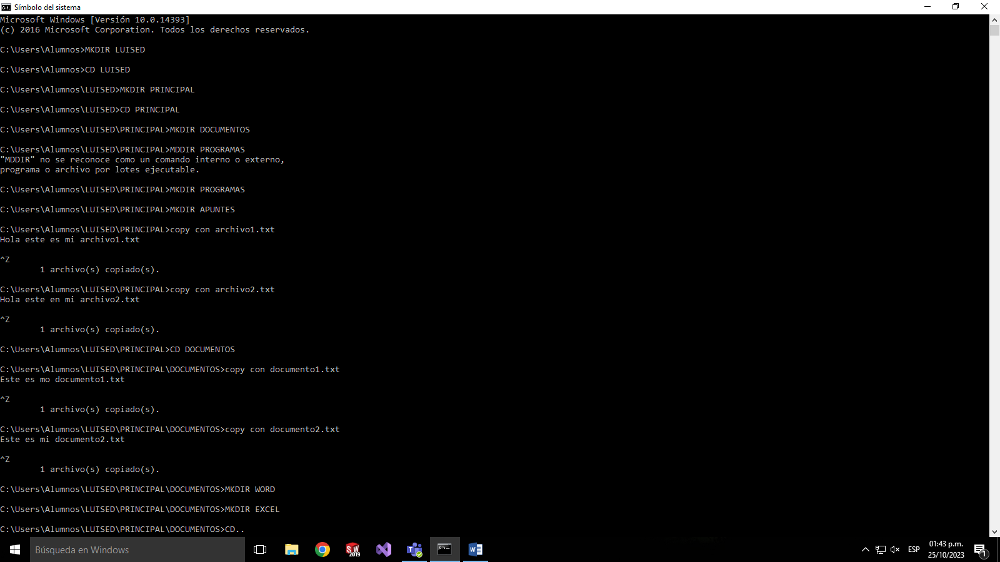 Símbolo del sistema
Microsoft Windows [Versión 10.0.14393]
(c) 2016 Microsoft Corporation. Todos los derechos reservados.
C:\Users\Alumnos>MKDIR LUISED
C:\Users\Alumnos>CD LUISED
C:\Users\Alumnos\LUISED>MKDIR PRINCIPAL
C:\Users\Alumnos\LUISED>CD PRINCIPAL
C:\Users\Alumnos\LUISED\PRINCIPAL>MKDIR DOCUMENTOS
C:\Users\Alumnos\LUISED\PRINCIPAL>MDDIR PROGRAMAS
"MDDIR" no se reconoce como un comando interno o externo,
programa o archivo por lotes ejecutable.
C:\Users\Alumnos\LUISED\PRINCIPAL>MKDIR PROGRAMAS
C:\Users\Alumnos\LUISED\PRINCIPAL>MKDIR APUNTES
C:\Users\Alumnos\LUISED\PRINCIPAL>copy con archivo1.txt
Hola este es mi archivo1.txt
^Z
1 archivo(s) copiado(s).
C:\Users\Alumnos\LUISED\PRINCIPAL>copy con archivo2.txt
Hola este en mi archivo2.txt
^Z
1 archivo(s) copiado(s).
C:\Users\Alumnos\LUISED\PRINCIPAL>CD DOCUMENTOS
C:\Users\Alumnos\LUISED\PRINCIPAL\DOCUMENTOS>copy con documento1.txt
Este es mo documento1.txt
^Z
1 archivo(s) copiado(s).
C:\Users\Alumnos\LUISED\PRINCIPAL\DOCUMENTOS>copy con documento2.txt
Este es mi documento2.txt
^Z
1 archivo(s) copiado(s).
C:\Users\Alumnos\LUISED\PRINCIPAL\DOCUMENTOS>MKDIR WORD
C:\Users\Alumnos\LUISED\PRINCIPAL\DOCUMENTOS>MKDIR EXCEL
C:\Users\Alumnos\LUISED\PRINCIPAL\DOCUMENTOS>CD..
Búsqueda en Windows
SW 2019
ESP
01:43 p.m.
25/10/2023
1